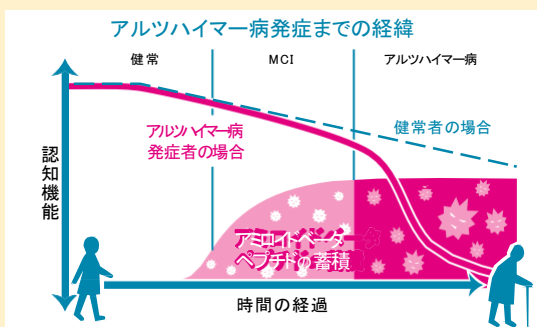 アルツハイマー病発症までの経緯
健常
MCI
アルツハイマー病
健常者の場合
アルツハイマー病
発症者の場合
認知機能
アミロイドベータ
ペプチドの蓄積
時間の経過